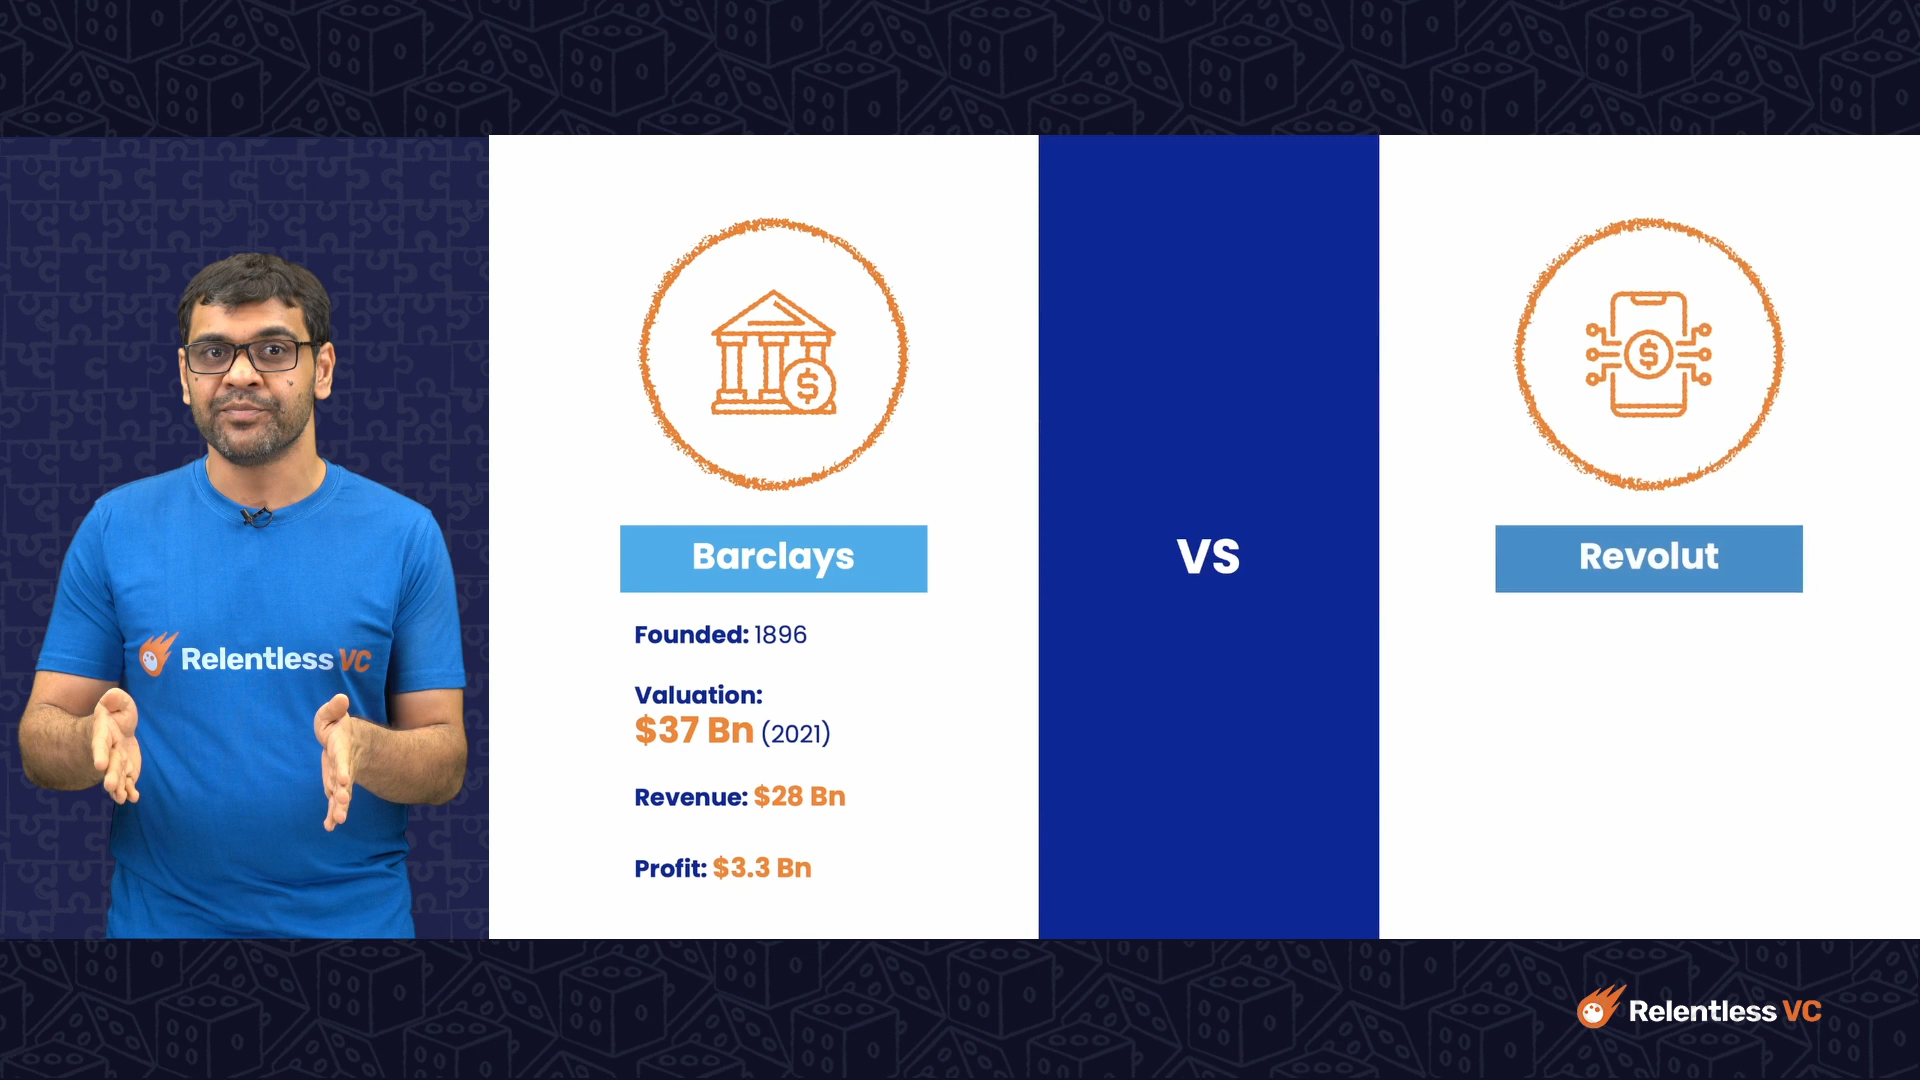 Relentless VC
Barclays
Founded: 1896
Valuation:
$37 Bn (2021)
Revenue: $28 Bn
Profit: $3.3 Bn
VS
Revolut
Relentless VC